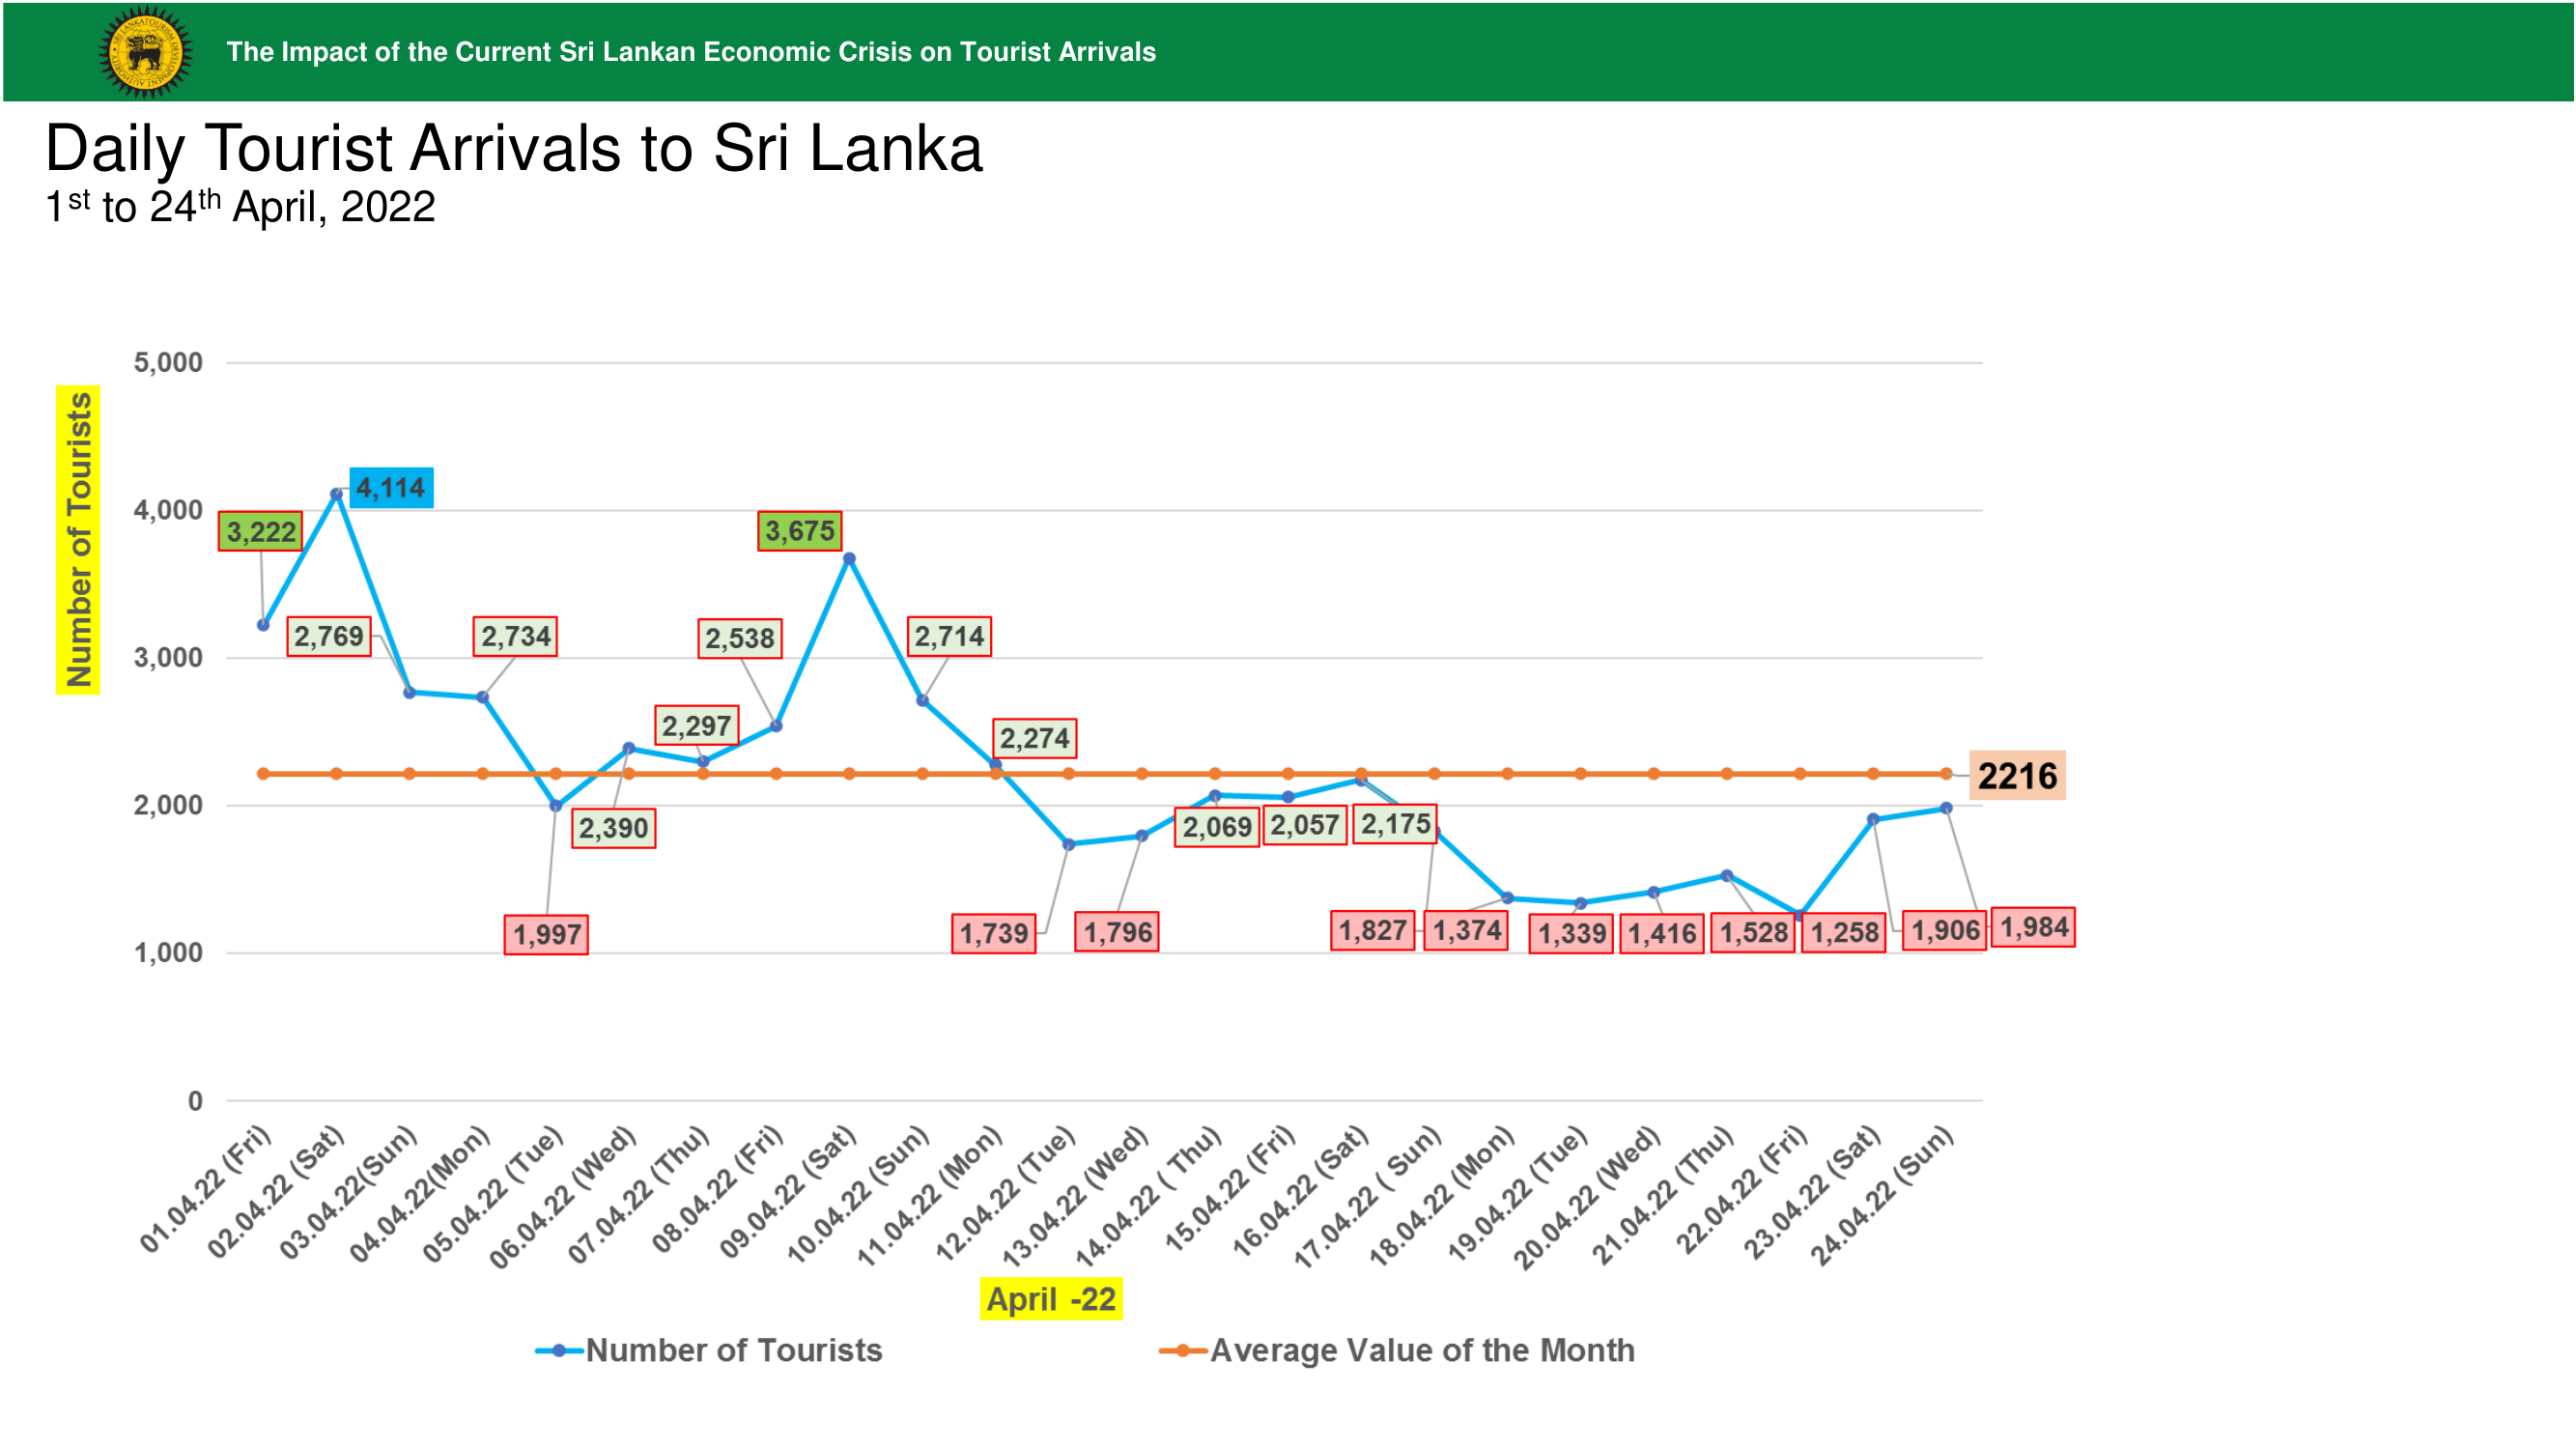 The Impact of the Current Sri Lankan Economic Crisis on Tourist Arrivals
Daily Tourist Arrivals to Sri Lanka
1st to 24th April, 2022
Number of Tourists
5,000
4,000
3,000
2,000
1,000
0
3,222
4,114
2,769
2,734
1,997
2,390
2,297
2,538
3,675
2,714
2,274
1,739
1,796
2,069
2,057
2,175
1,827
1,374
1,339
1,416
1,528
1,258
1,906
1,984
2216
01.04.22 (Fri)
02.04.22 (Sat)
03.04.22(Sun)
04.04.22(Mon)
05.04.22 (Tue)
06.04.22 (Wed)
07.04.22 (Thu)
08.04.22 (Fri)
09.04.22 (Sat)
10.04.22 (Sun)
11.04.22 (Mon)
12.04.22 (Tue)
13.04.22 (Wed)
14.04.22 ( Thu)
15.04.22 (Fri)
16.04.22 (Sat)
17.04.22 ( Sun)
18.04.22 (Mon)
19.04.22 (Tue)
20.04.22 (Wed)
21.04.22 (Thu)
22.04.22 (Fri)
23.04.22 (Sat)
24.04.22 (Sun)
April -22
Number of Tourists
Average Value of the Month